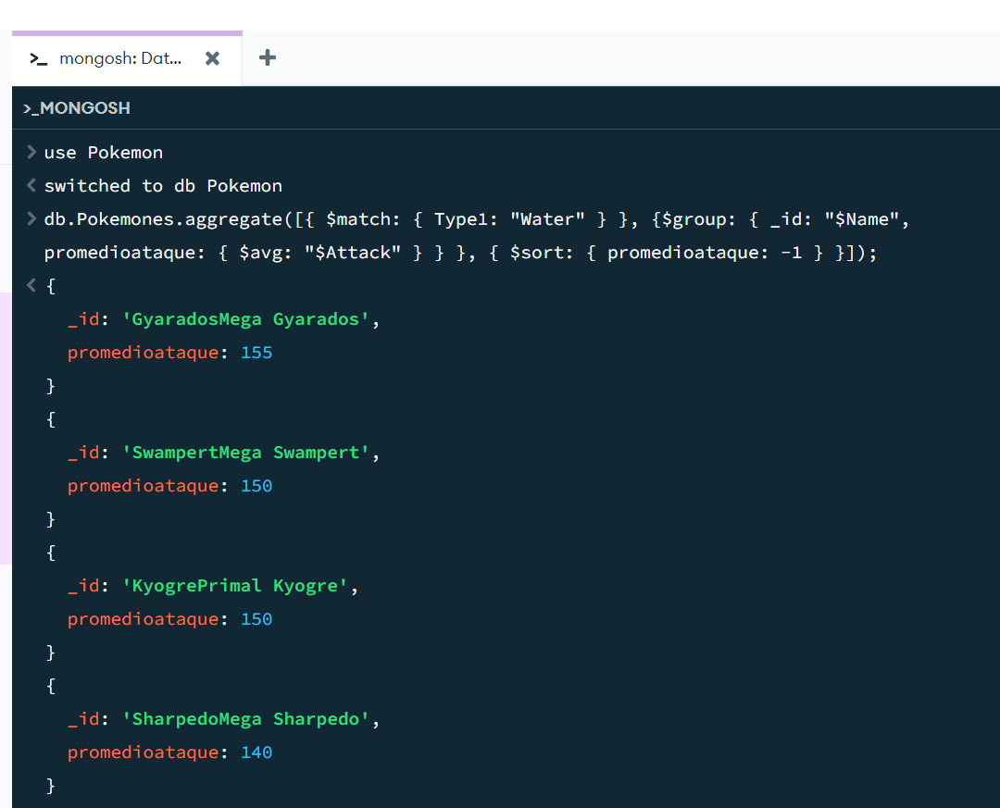 mongosh: Dat...
>_MONGOSH
use Pokemon
switched to db Pokemon
db.Pokemones.aggregate([{ $match: { Type1: "Water" } }, {$group: { _id: "$Name",
promedioataque: { $avg: "$Attack" } } }, { $sort: { promedioataque: -1 } }]);
{
_id: 'GyaradosMega Gyarados',
promedioataque: 155
}
{
_id: 'SwampertMega Swampert',
promedioataque: 150
}
{
_id: 'KyogrePrimal Kyogre',
promedioataque: 150
}
{
_id: 'SharpedoMega Sharpedo',
promedioataque: 140
}